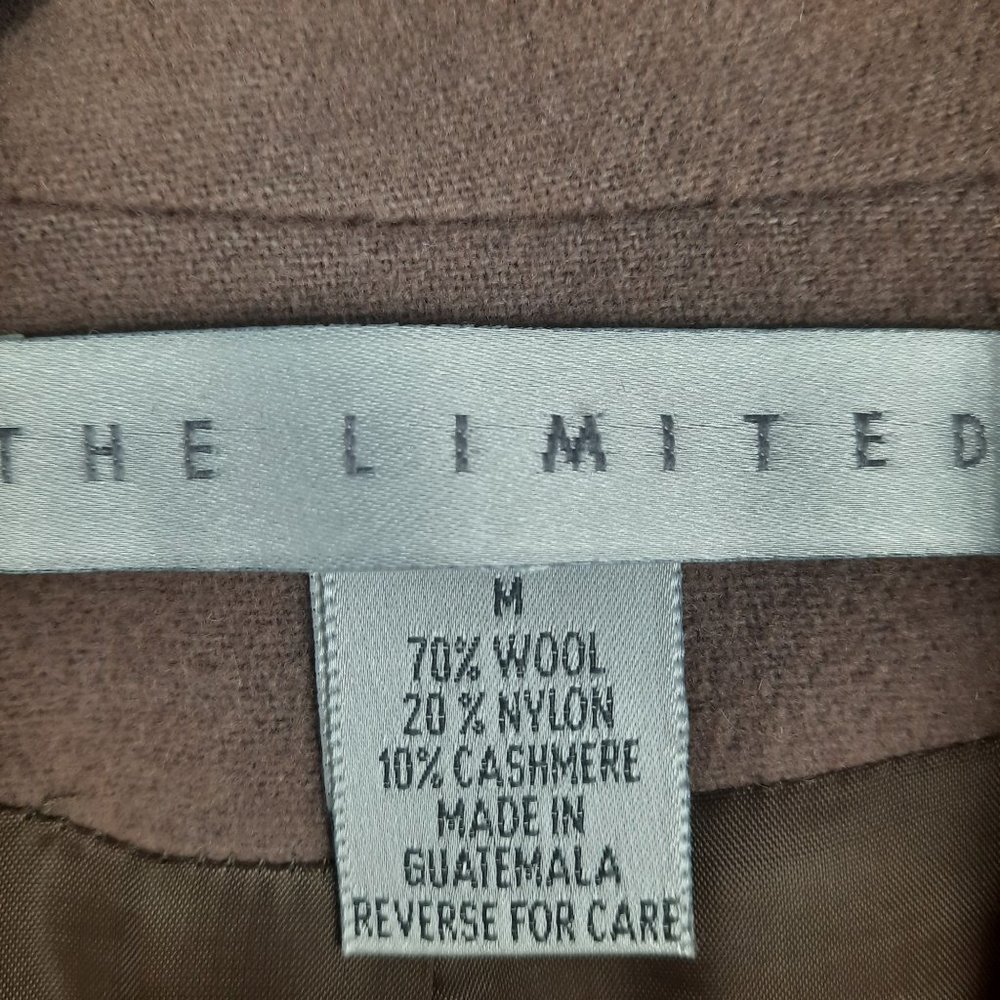 THE LIMITED
M
70% WOOL
20 % NYLON
10% CASHMERE
MADE IN
GUATEMALA
REVERSE FOR CARE